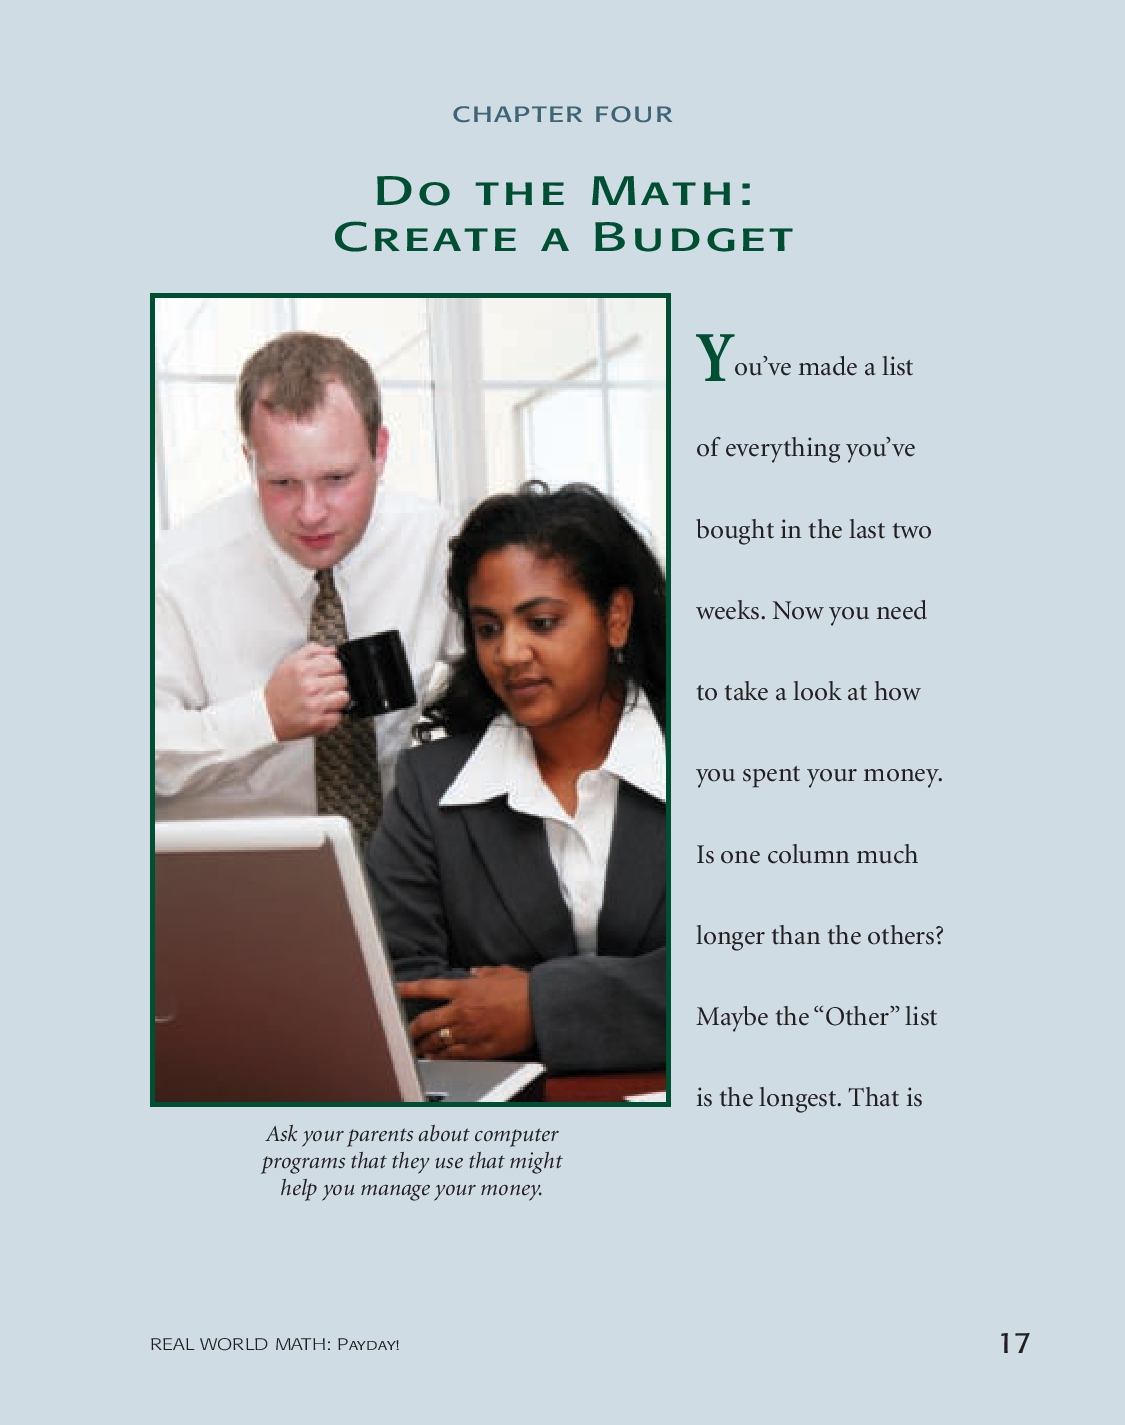 CHAPTER FOUR
DO THE MATH:
CREATE A BUDGET
You’ve made a list
of everything you’ve
bought in the last two
weeks. Now you need
to take a look at how
you spent your money.
Is one column much
longer than the others?
Maybe the “Other” list
is the longest. That is
Ask your parents about computer
programs that they use that might
help you manage your money.
REAL WORLD MATH: PAYDAY!
17